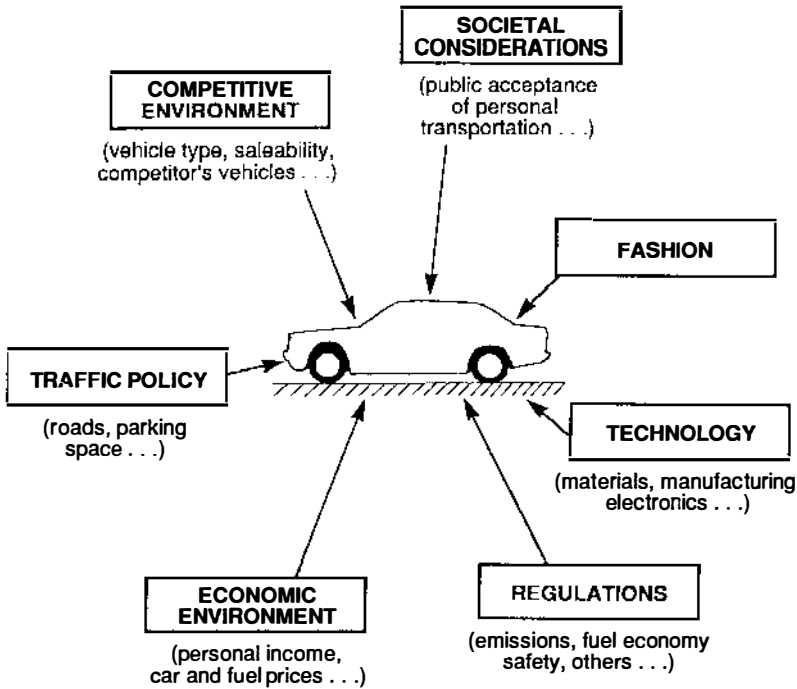 SOCIETAL
CONSIDERATIONS
(public acceptance
of personal
transportation . . .)
COMPETITIVE
ENVIRONMENT
(vehicle type, saleability,
competitor's vehicles . . .)
FASHION
TRAFFIC POLICY
(roads, parking
space . . .)
TECHNOLOGY
(materials, manufacturing
electronics . . .)
ECONOMIC
ENVIRONMENT
(personal income,
car and fuel prices . . .)
REGULATIONS
(emissions, fuel economy
safety, others . . .)